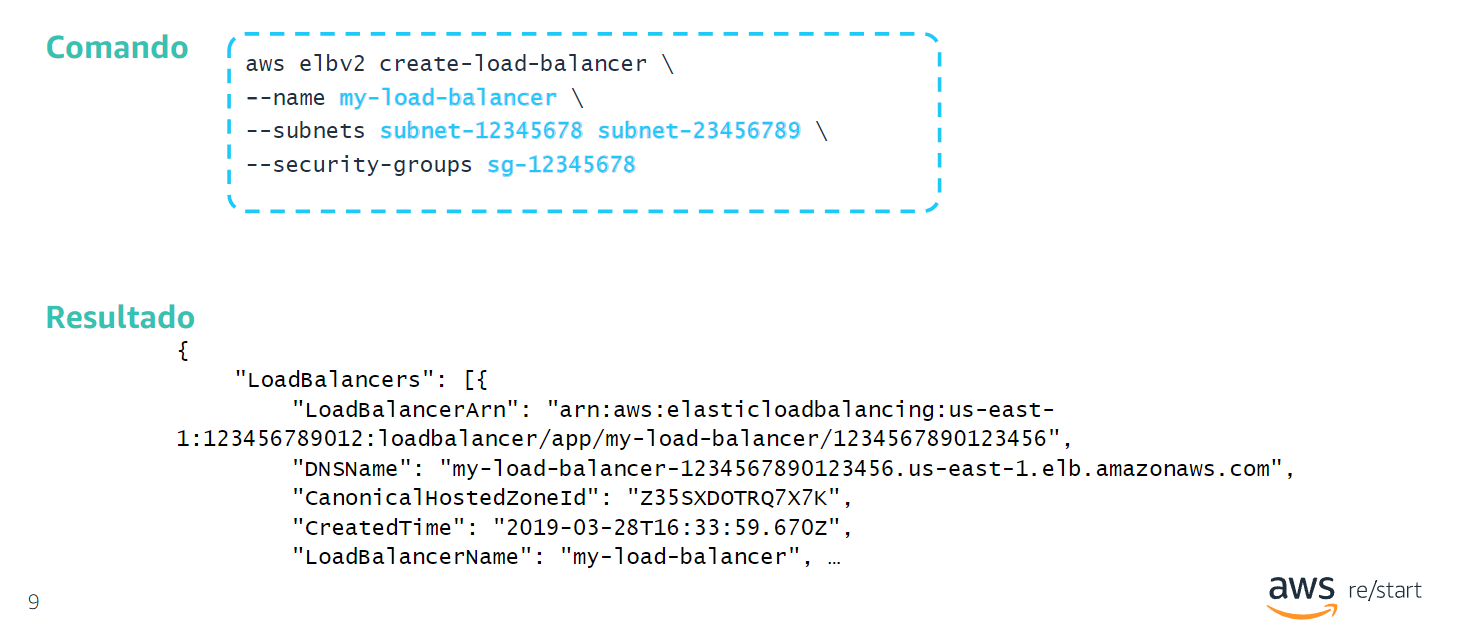 Comando
aws elbv2 create-load-balancer \
--name my-load-balancer \
--subnets subnet-12345678 subnet-23456789 \
--security-groups sg-12345678
Resultado
{
"LoadBalancers": [{
"LoadBalancerArn": "arn:aws:elasticloadbalancing:us-east-
1:123456789012:loadbalancer/app/my-load-balancer/1234567890123456",
"DNSName": "my-load-balancer-1234567890123456.us-east-1.elb.amazonaws.com",
"CanonicalHostedZoneId": "Z35SXDOTRQ7X7K",
"CreatedTime": "2019-03-28T16:33:59.670Z",
"LoadBalancerName": "my-load-balancer", …
9
aws re/start